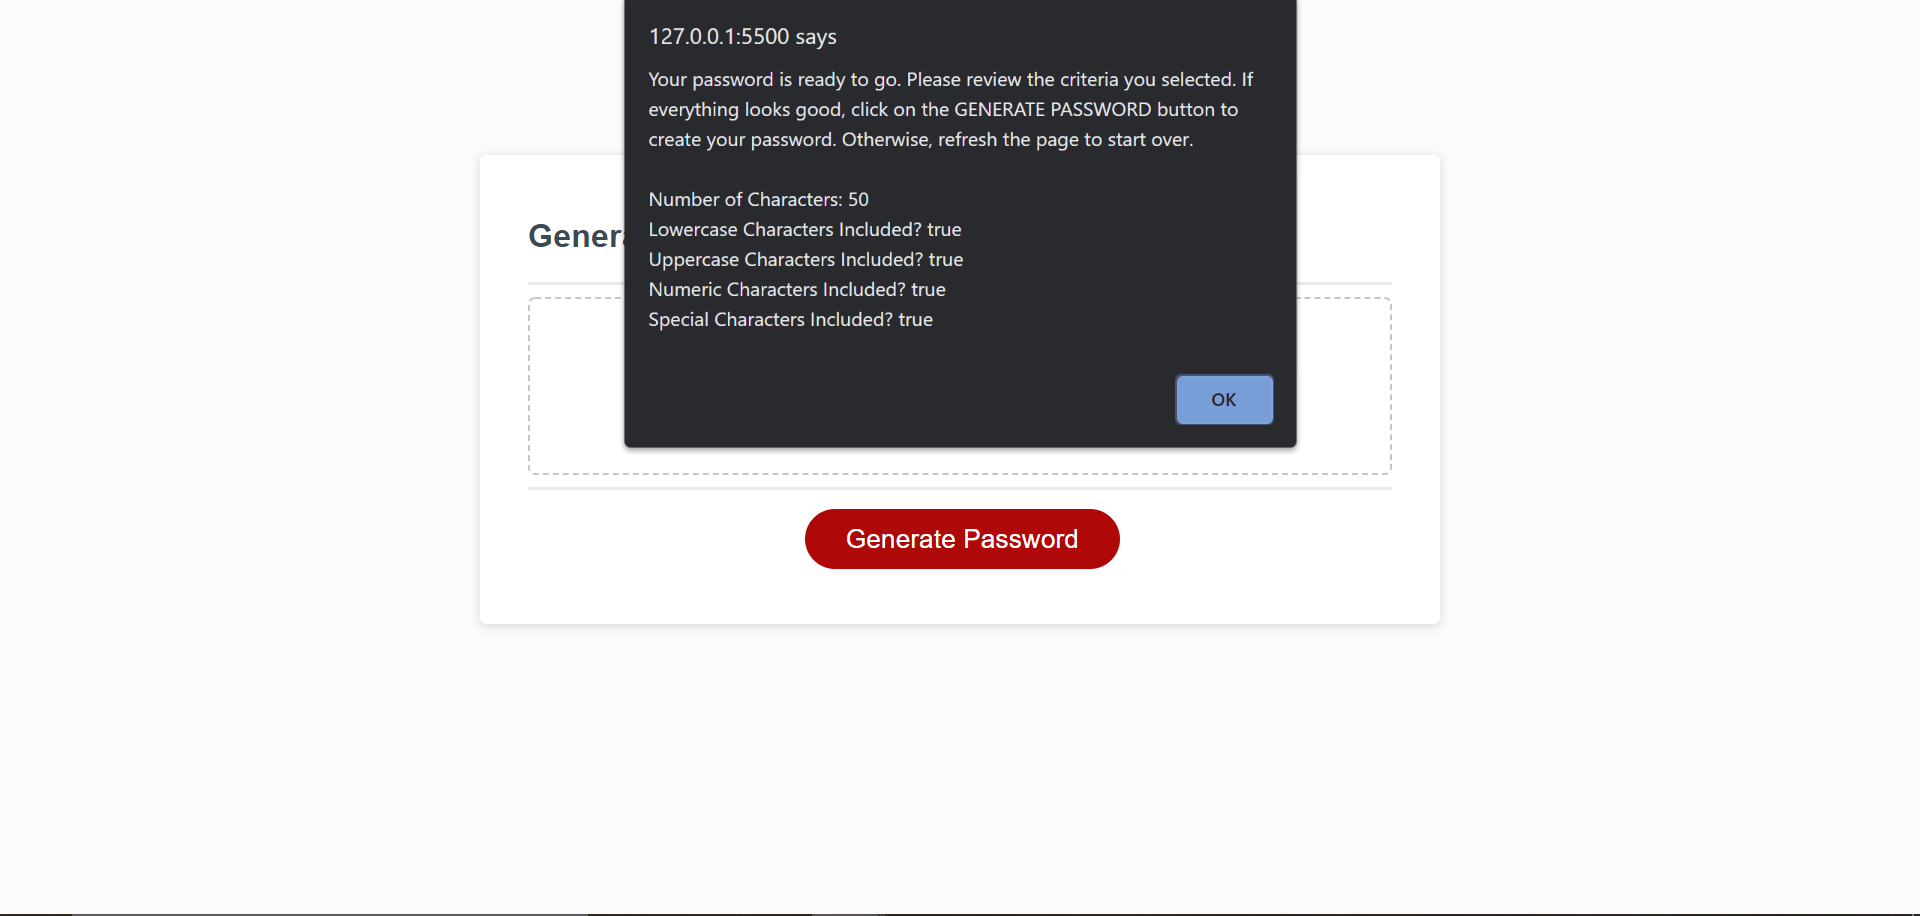 127.0.0.1:5500 says
Your password is ready to go. Please review the criteria you selected. If
everything looks good, click on the GENERATE PASSWORD button to
create your password. Otherwise, refresh the page to start over.
Number of Characters: 50
Lowercase Characters Included? true
Uppercase Characters Included? true
Numeric Characters Included? true
Special Characters Included? true
OK
Generate Password